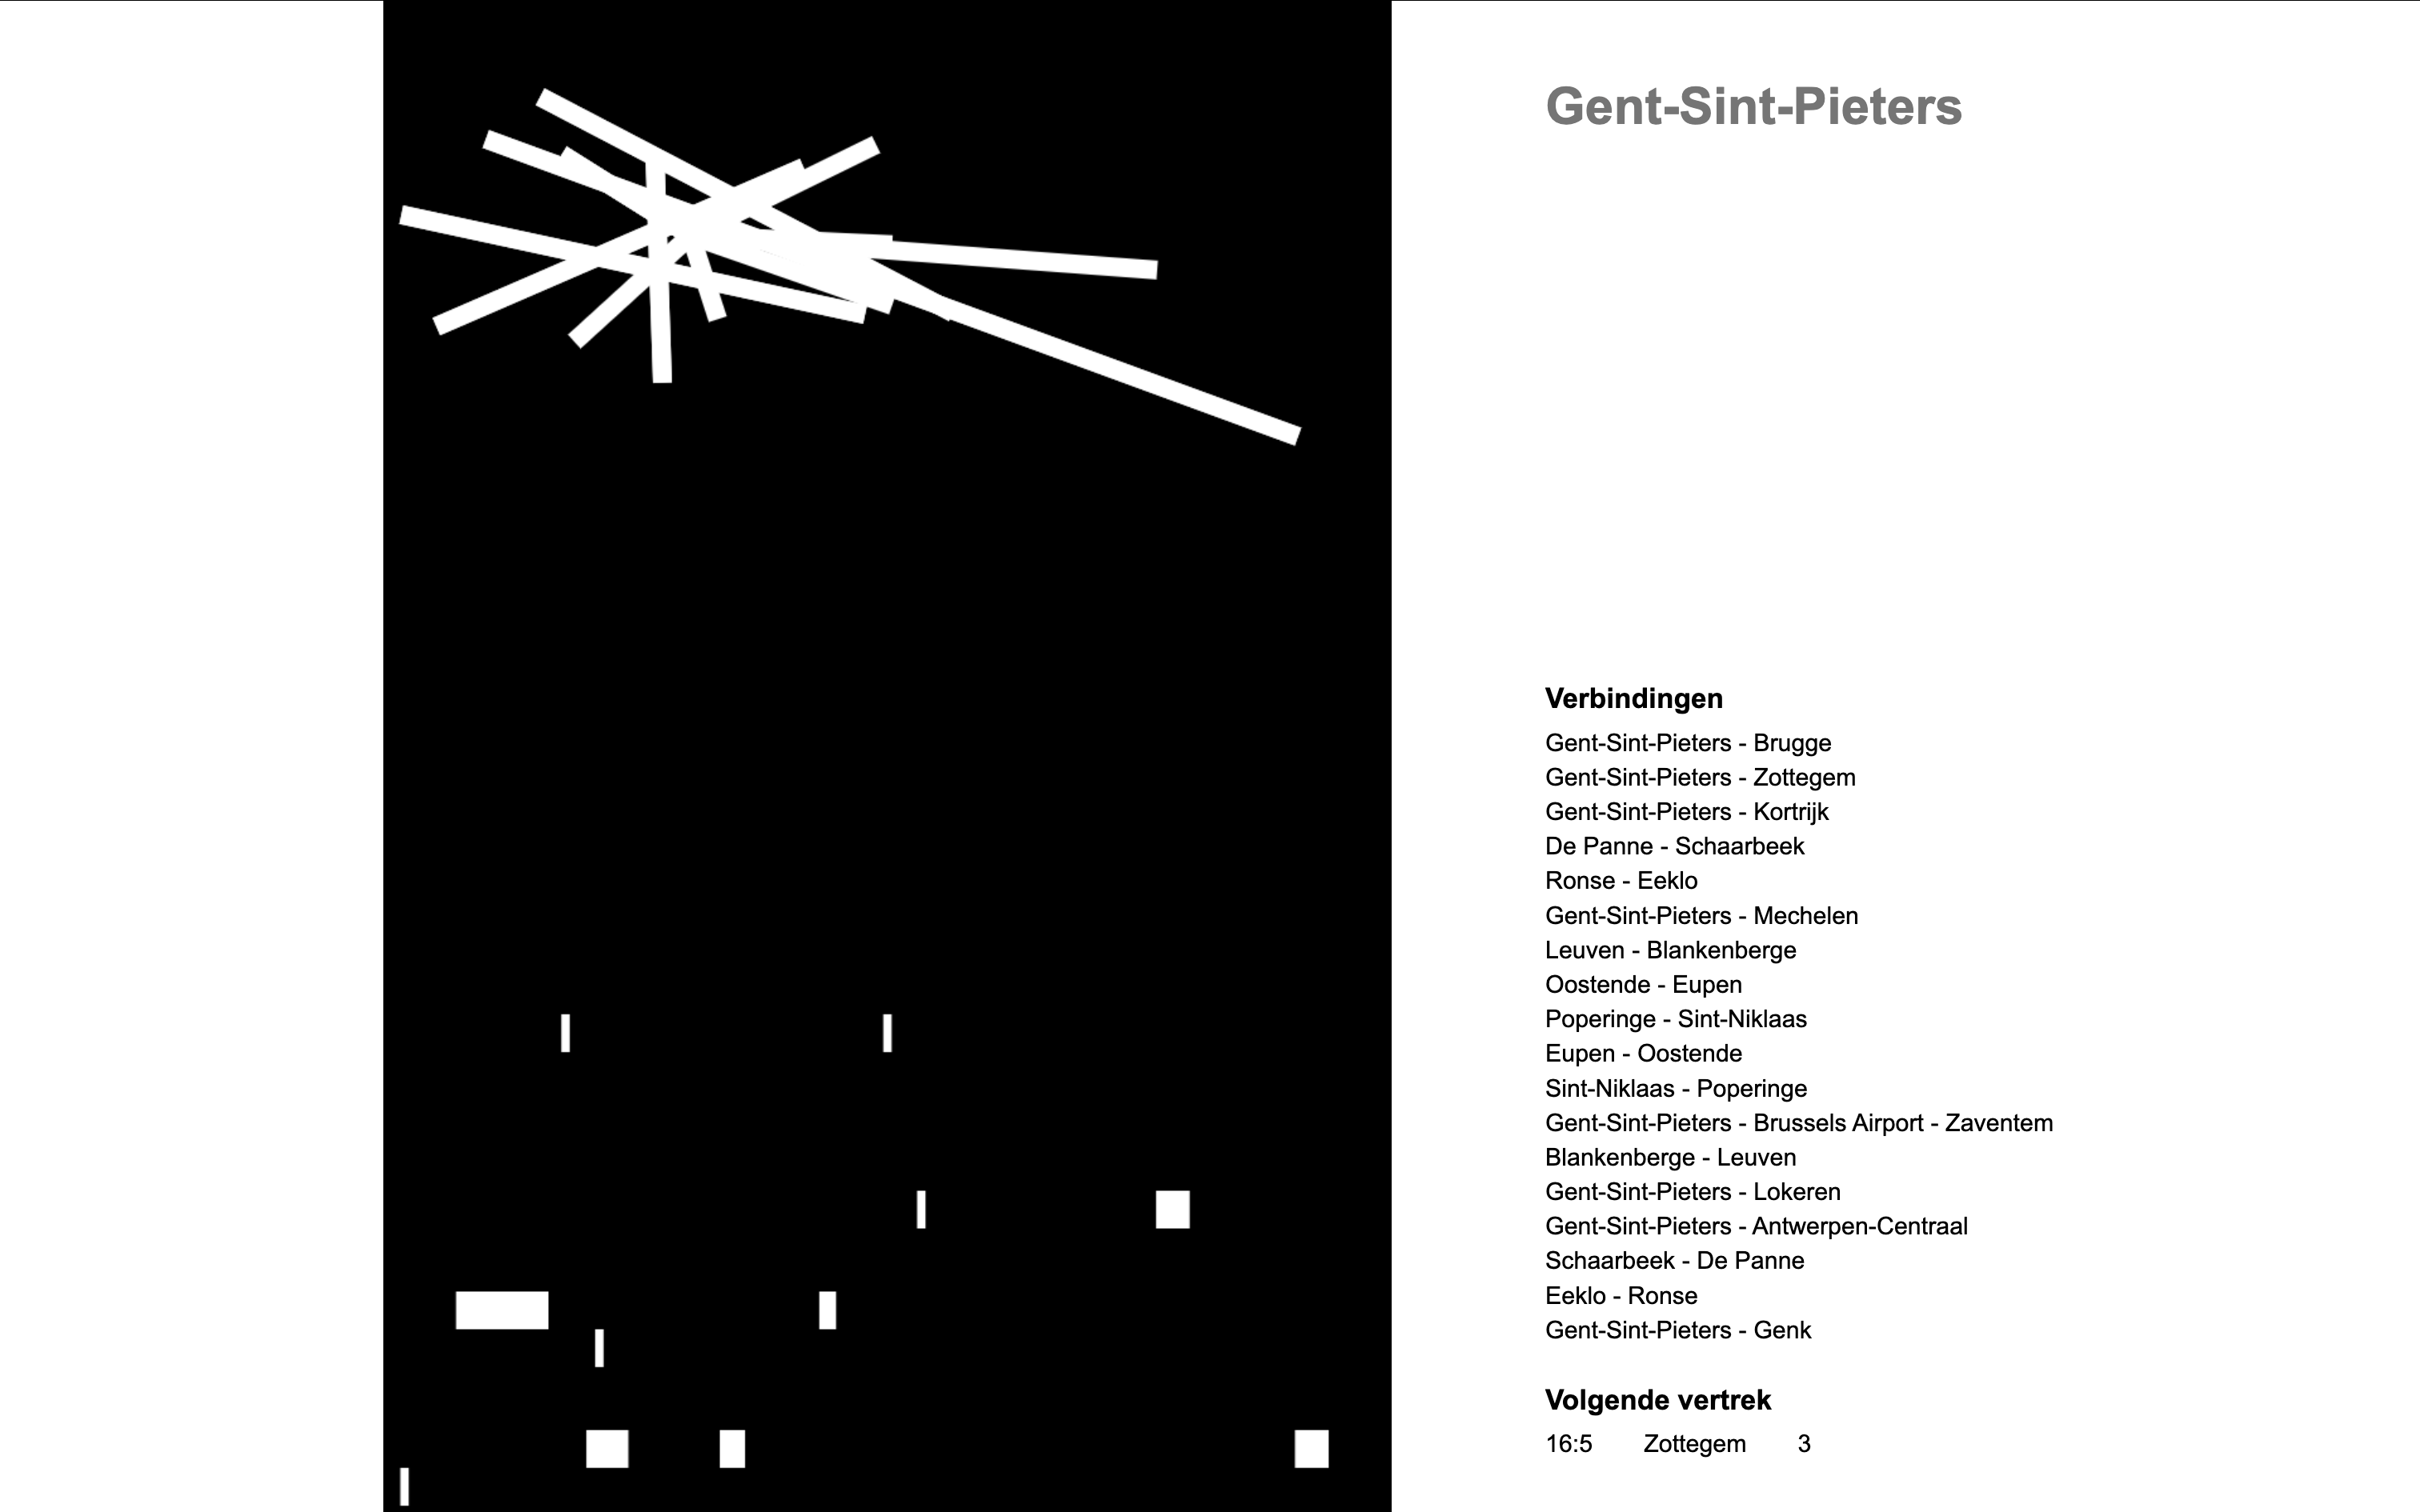 Gent-Sint-Pieters
Verbindingen
Gent-Sint-Pieters - Brugge
Gent-Sint-Pieters - Zottegem
Gent-Sint-Pieters - Kortrijk
De Panne - Schaarbeek
Ronse - Eeklo
Gent-Sint-Pieters - Mechelen
Leuven - Blankenberge
Oostende - Eupen
Poperinge - Sint-Niklaas
Eupen - Oostende
Sint-Niklaas - Poperinge
Gent-Sint-Pieters - Brussels Airport - Zaventem
Blankenberge - Leuven
Gent-Sint-Pieters - Lokeren
Gent-Sint-Pieters - Antwerpen-Centraal
Schaarbeek - De Panne
Eeklo - Ronse
Gent-Sint-Pieters - Genk
Volgende vertrek
16:5 Zottegem 3